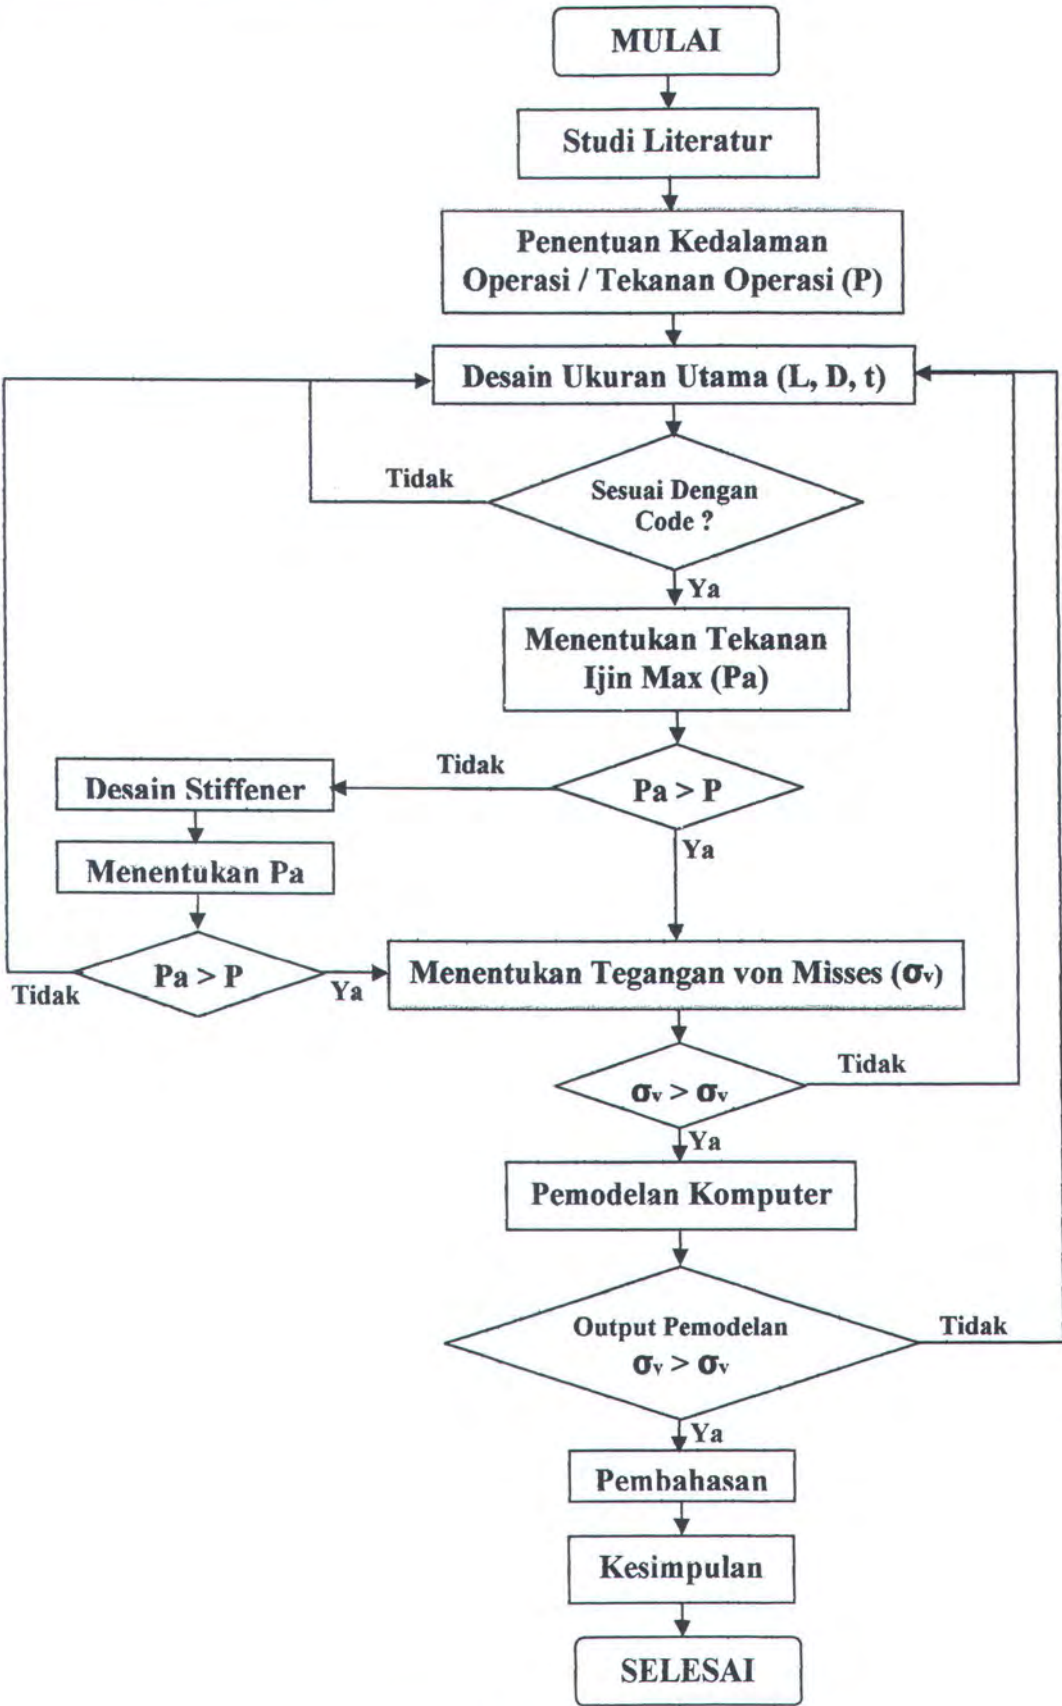 MULAI
Studi Literatur
Penentuan Kedalaman
Operasi / Tekanan Operasi (P)
Desain Ukuran Utama (L, D, t)
Tidak
Sesuai Dengan
Code ?
Ya
Menentukan Tekanan
Ijin Max (Pa)
Tidak
Pa > P
Ya
Desain Stiffener
Menentukan Pa
Pa > P
Tidak
Ya
Menentukan Tegangan von Misses (σv)
Tidak
σv > σv
Ya
Pemodelan Komputer
Output Pemodelan
σv > σv
Tidak
Ya
Pembahasan
Kesimpulan
SELESAI